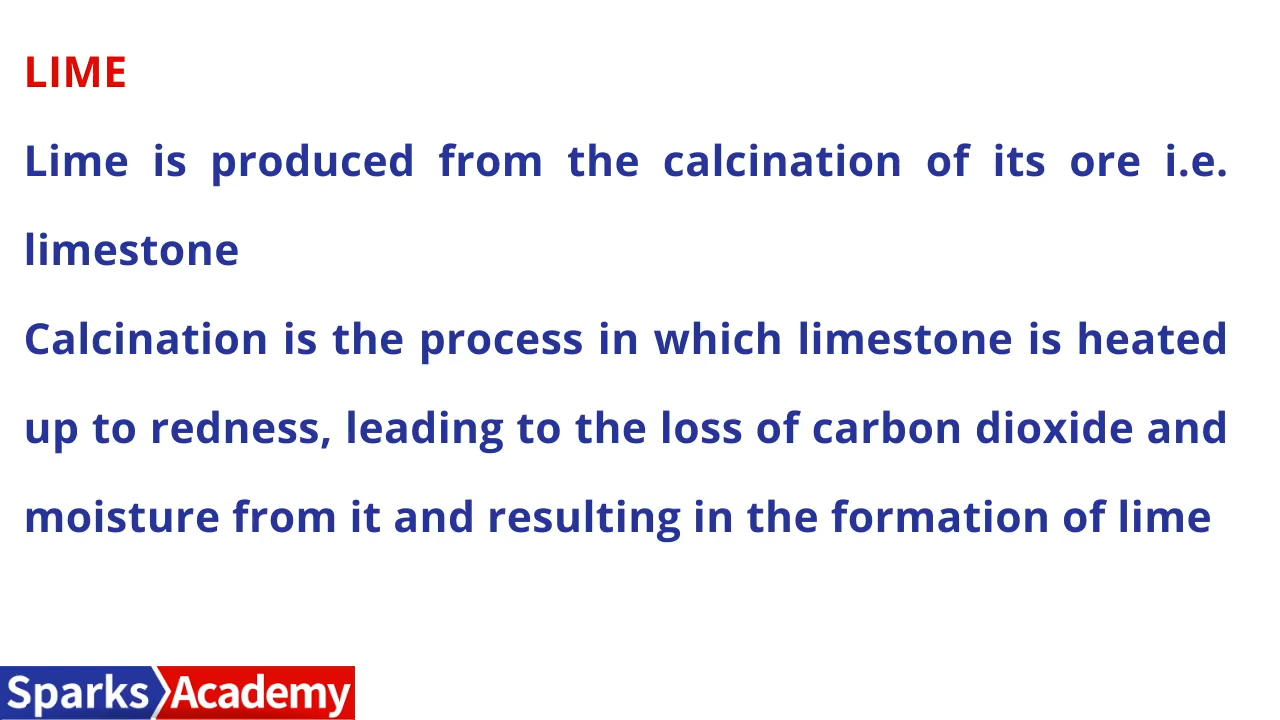 LIME
Lime is produced from the calcination of its ore i.e.
limestone
Calcination is the process in which limestone is heated
up to redness, leading to the loss of carbon dioxide and
moisture from it and resulting in the formation of lime
Sparks Academy